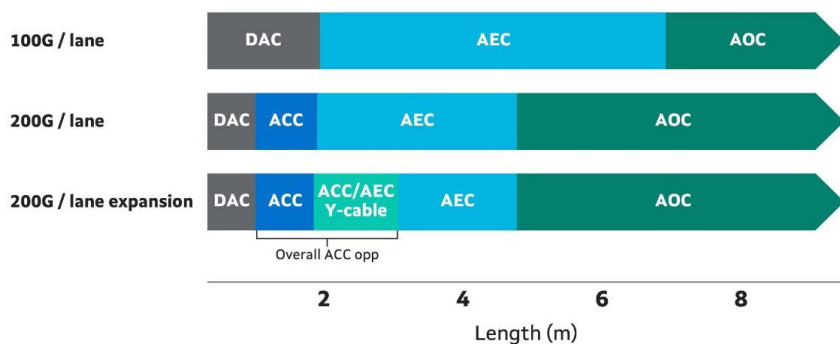 100G / lane
DAC
AEC
AOC
200G / lane
DAC
ACC
AEC
AOC
200G / lane expansion
DAC
ACC
ACC/AEC
Y-cable
AEC
AOC
Overall ACC opp
2
4
6
8
Length (m)